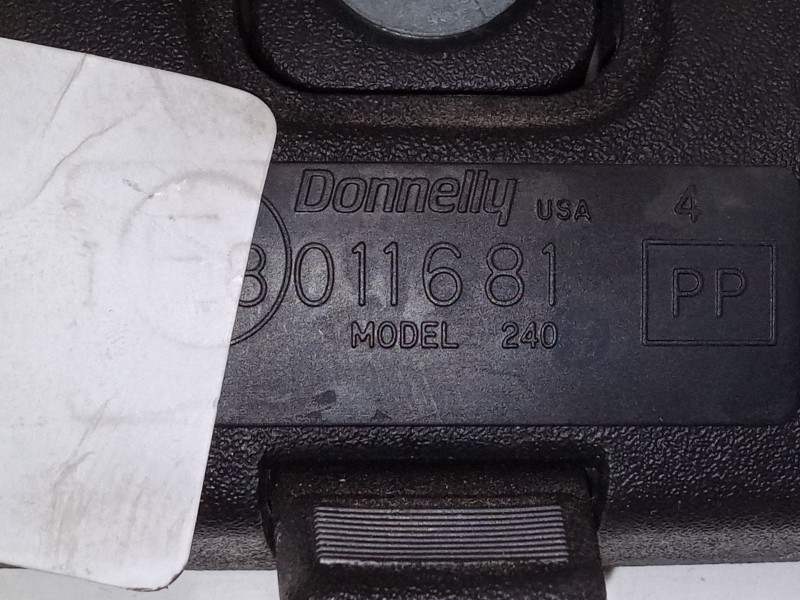 Donnelly USA 4
011681 PP
MODEL 240